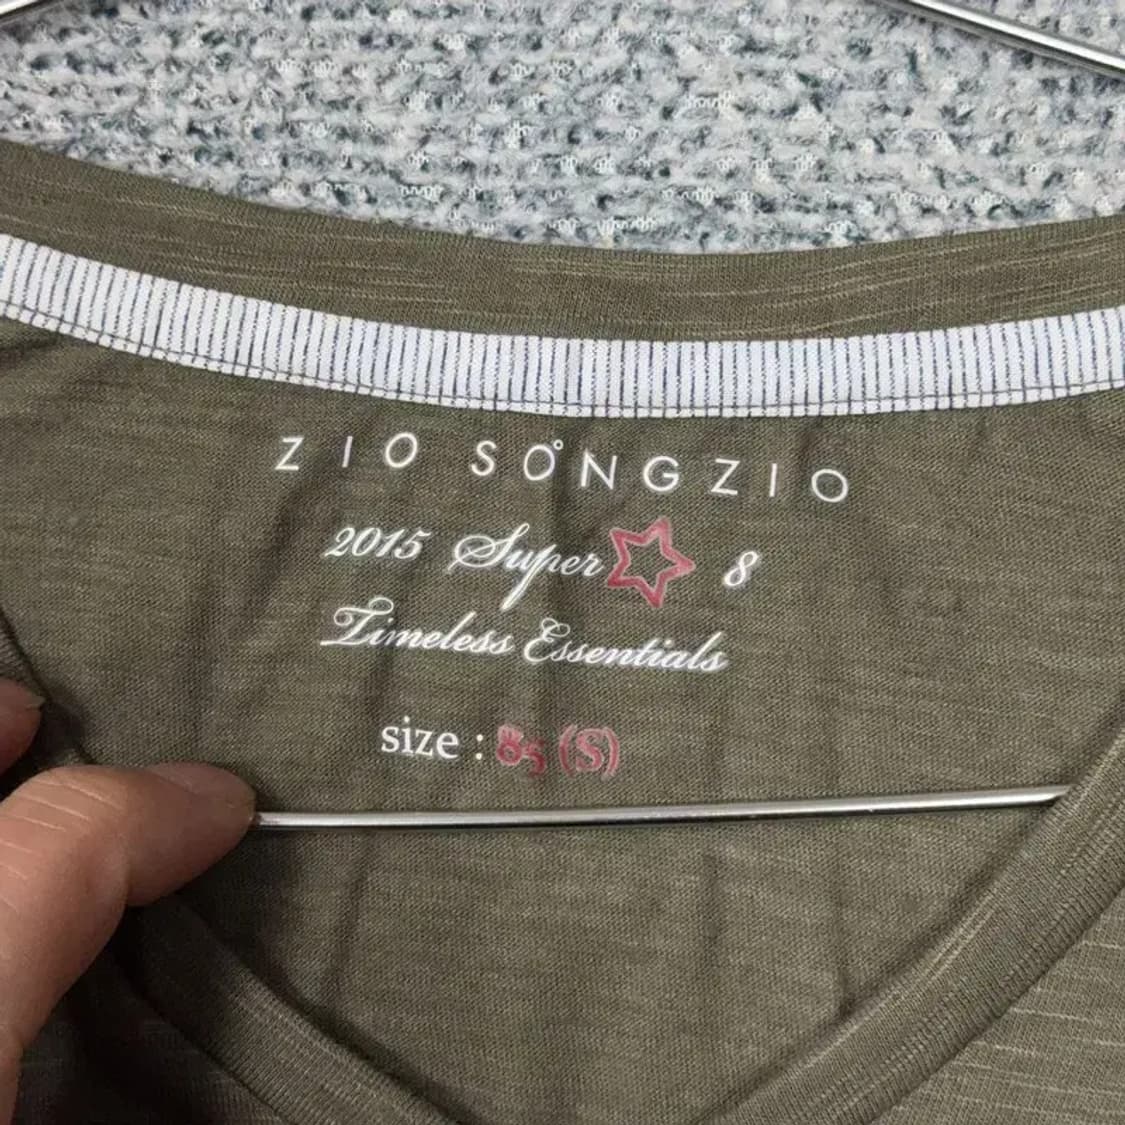 ZIO SONGZIO
2015 Super 8
Timeless Essentials
size : 85 (S)